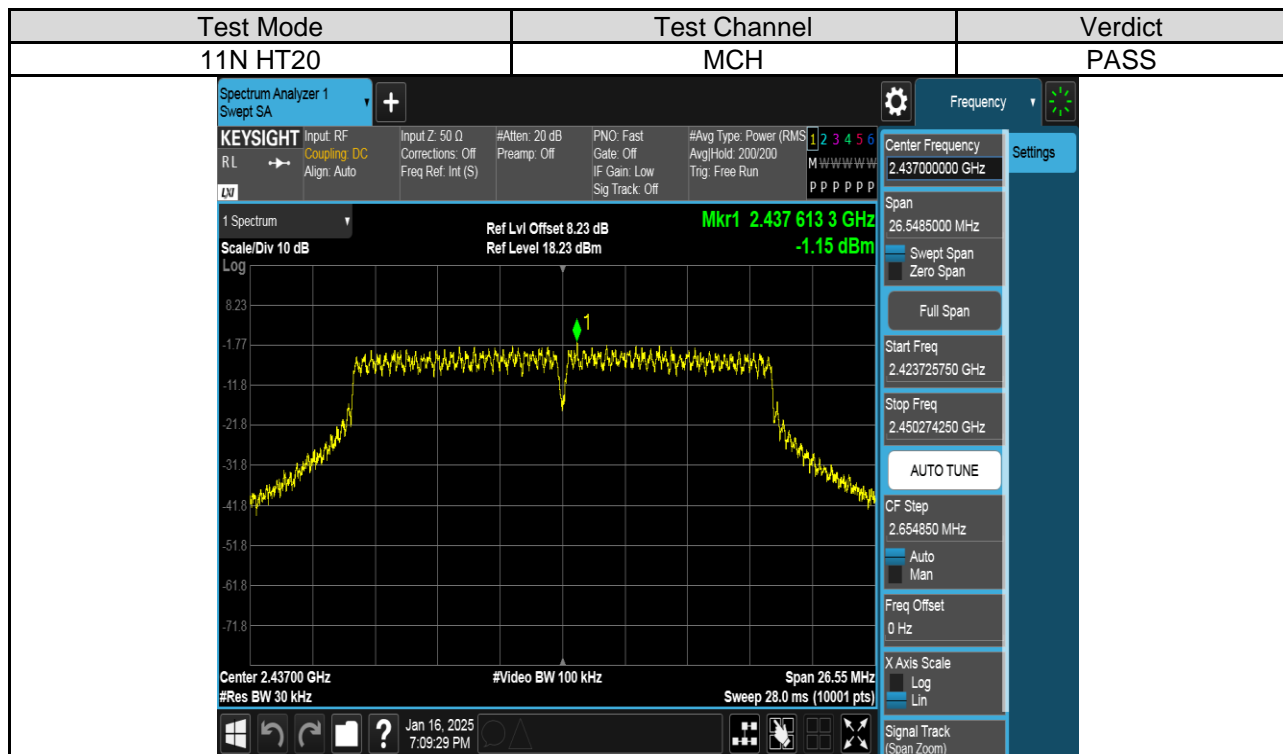 Test Mode Test Channel Verdict
11N HT20 MCH PASS
Spectrum Analyzer 1
Swept SA
+
Frequency
KEYSIGHT
R L
LXI
Input: RF
Coupling: DC
Align: Auto
Input Z: 50 Ω
Corrections: Off
Freq Ref: Int (S)
#Atten: 20 dB
Preamp: Off
PNO: Fast
Gate: Off
IF Gain: Low
Sig Track: Off
#Avg Type: Power (RMS
Avg|Hold: 200/200
Trig: Free Run
1 2 3 4 5 6
M W W W W W
P P P P P P
1 Spectrum
Scale/Div 10 dB
Log
Ref Lvl Offset 8.23 dB
Ref Level 18.23 dBm
Mkr1 2.437 613 3 GHz
-1.15 dBm
1
8.23
-1.77
-11.8
-21.8
-31.8
-41.8
-51.8
-61.8
-71.8
Center 2.43700 GHz
#Res BW 30 kHz
#Video BW 100 kHz
Span 26.55 MHz
Sweep 28.0 ms (10001 pts)
?
Jan 16, 2025
7:09:29 PM
Center Frequency
2.437000000 GHz
Settings
Span
26.5485000 MHz
Swept Span
Zero Span
Full Span
Start Freq
2.423725750 GHz
Stop Freq
2.450274250 GHz
AUTO TUNE
CF Step
2.654850 MHz
Auto
Man
Freq Offset
0 Hz
X Axis Scale
Log
Lin
Signal Track
(Span Zoom)